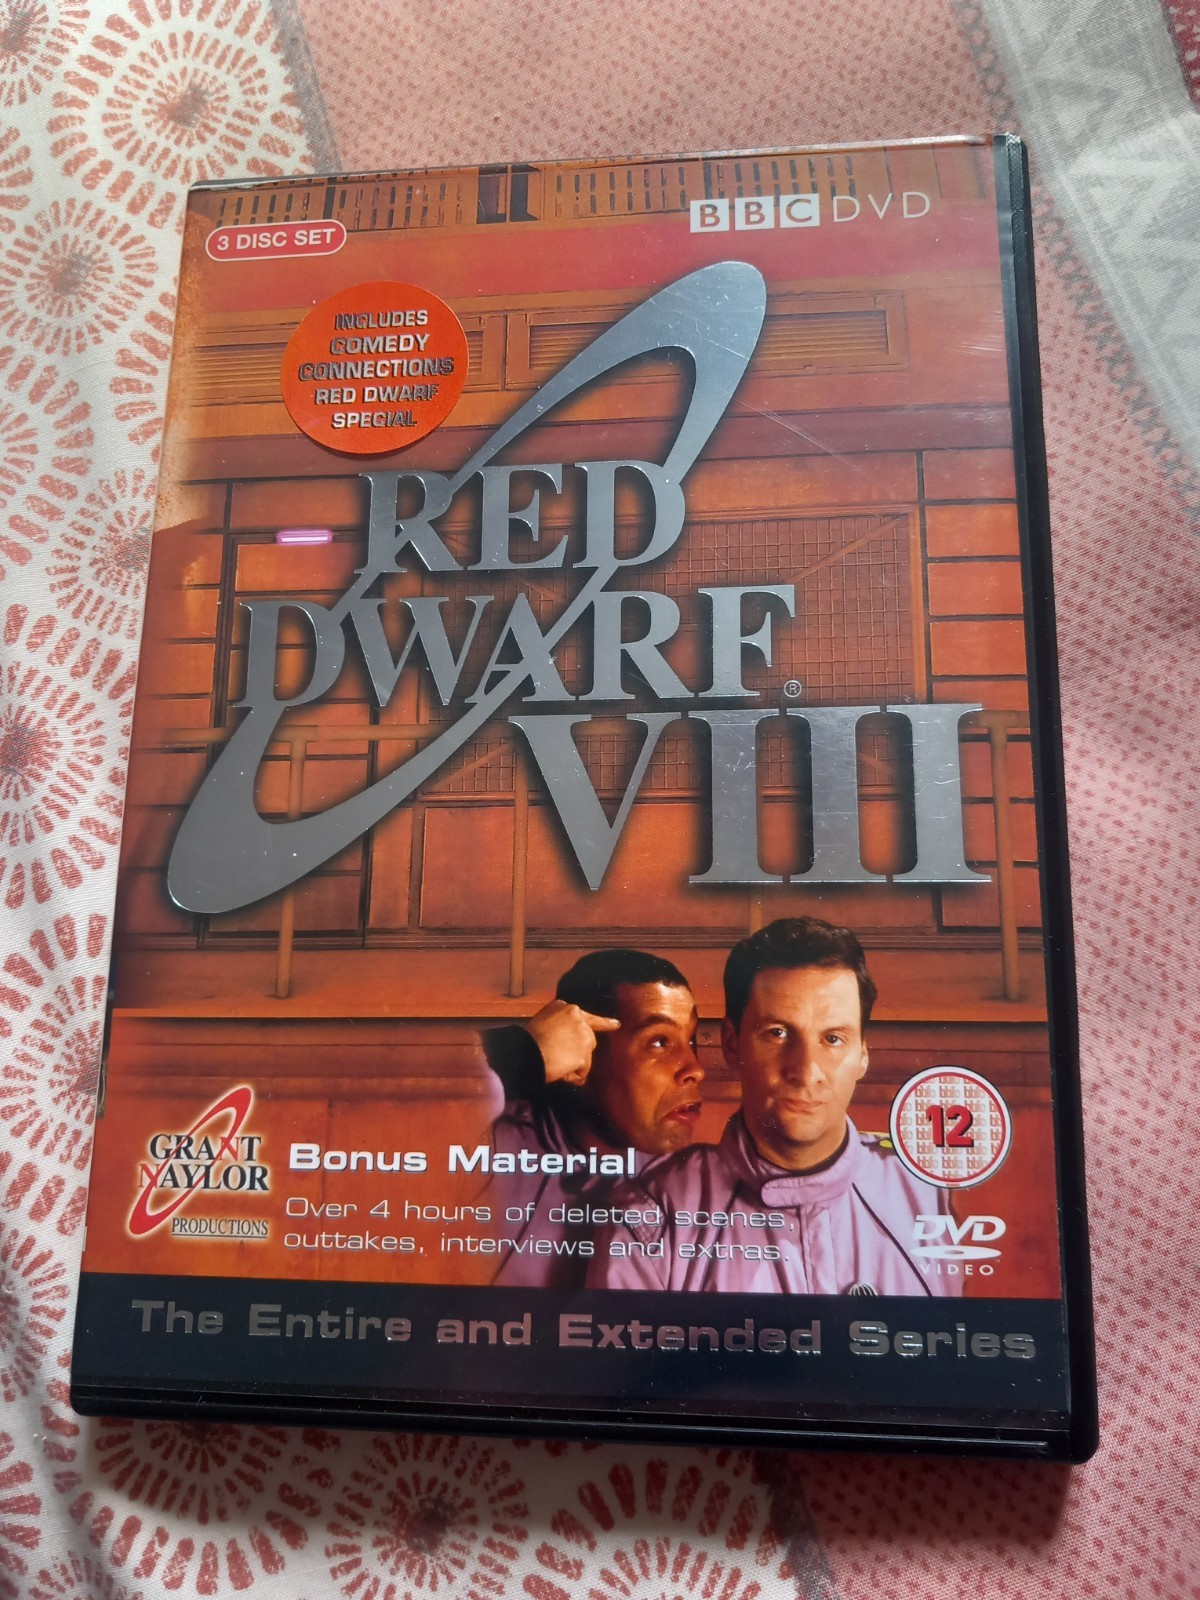 3 DISC SET
BBC DVD
INCLUDES
COMEDY
CONNECTIONS
RED DWARF
SPECIAL
RED
DWARF®
VIII
GRANT
NAYLOR
PRODUCTIONS
Bonus Material
Over 4 hours of deleted scenes,
outtakes, interviews and extras.
12
DVD
VIDEO
The Entire and Extended Series